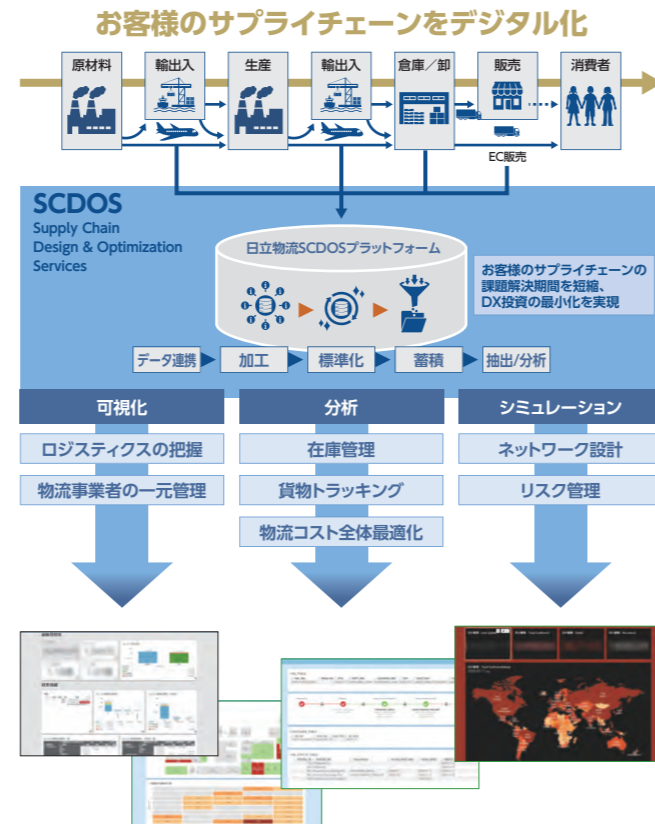 お客様のサプライチェーンをデジタル化
原材料
輸出入
生産
輸出入
倉庫／卸
販売
消費者
EC販売
SCDOS
Supply Chain
Design & Optimization
Services
日立物流SCDOSプラットフォーム
お客様のサプライチェーンの
課題解決期間を短縮、
DX投資の最小化を実現
データ連携
加工
標準化
蓄積
抽出/分析
可視化
分析
シミュレーション
ロジスティクスの把握
在庫管理
ネットワーク設計
物流事業者の一元管理
貨物トラッキング
リスク管理
物流コスト全体最適化